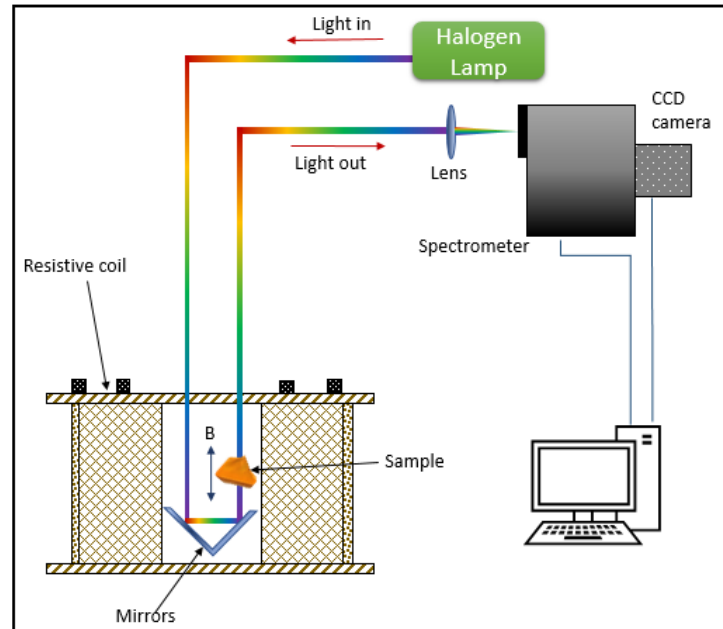 Light in
Halogen
Lamp
CCD
camera
Light out
Lens
Spectrometer
Resistive coil
B
Sample
Mirrors